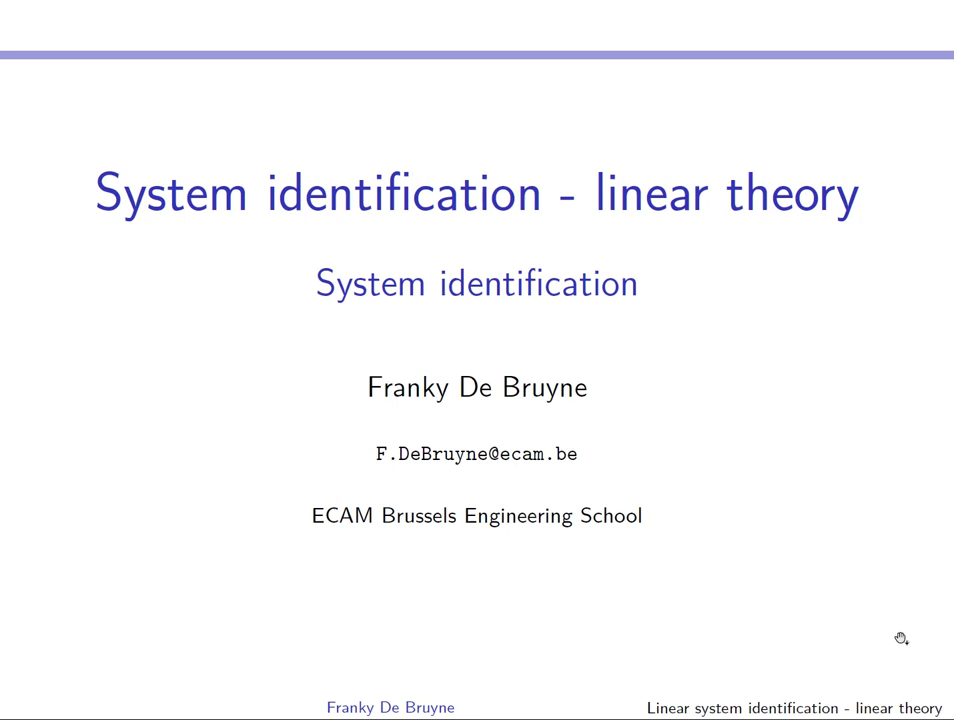 System identification - linear theory
System identification
Franky De Bruyne
F.DeBruyne@ecam.be
ECAM Brussels Engineering School
Franky De Bruyne
Linear system identification - linear theory